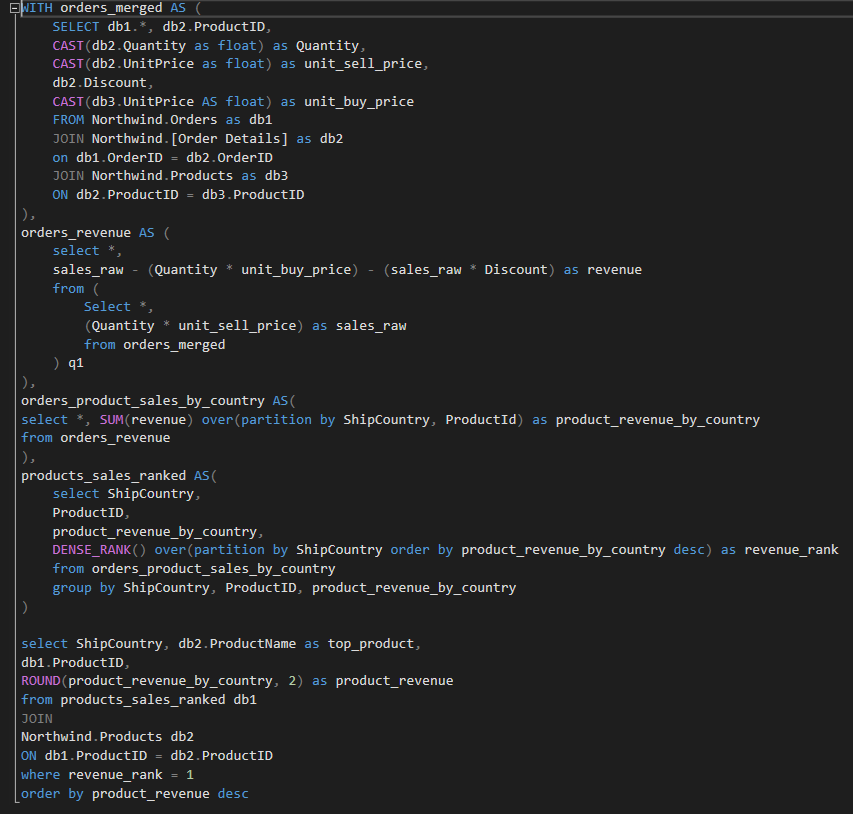 WITH orders_merged AS (
SELECT db1.*, db2.ProductID,
CAST(db2.Quantity as float) as Quantity,
CAST(db2.UnitPrice as float) as unit_sell_price,
db2.Discount,
CAST(db3.UnitPrice AS float) as unit_buy_price
FROM Northwind.Orders as db1
JOIN Northwind.[Order Details] as db2
on db1.OrderID = db2.OrderID
JOIN Northwind.Products as db3
ON db2.ProductID = db3.ProductID
),
orders_revenue AS (
select *,
sales_raw - (Quantity * unit_buy_price) - (sales_raw * Discount) as revenue
from (
Select *,
(Quantity * unit_sell_price) as sales_raw
from orders_merged
) q1
),
orders_product_sales_by_country AS(
select *, SUM(revenue) over(partition by ShipCountry, ProductId) as product_revenue_by_country
from orders_revenue
),
products_sales_ranked AS(
select ShipCountry,
ProductID,
product_revenue_by_country,
DENSE_RANK() over(partition by ShipCountry order by product_revenue_by_country desc) as revenue_rank
from orders_product_sales_by_country
group by ShipCountry, ProductID, product_revenue_by_country
)
select ShipCountry, db2.ProductName as top_product,
db1.ProductID,
ROUND(product_revenue_by_country, 2) as product_revenue
from products_sales_ranked db1
JOIN
Northwind.Products db2
ON db1.ProductID = db2.ProductID
where revenue_rank = 1
order by product_revenue desc